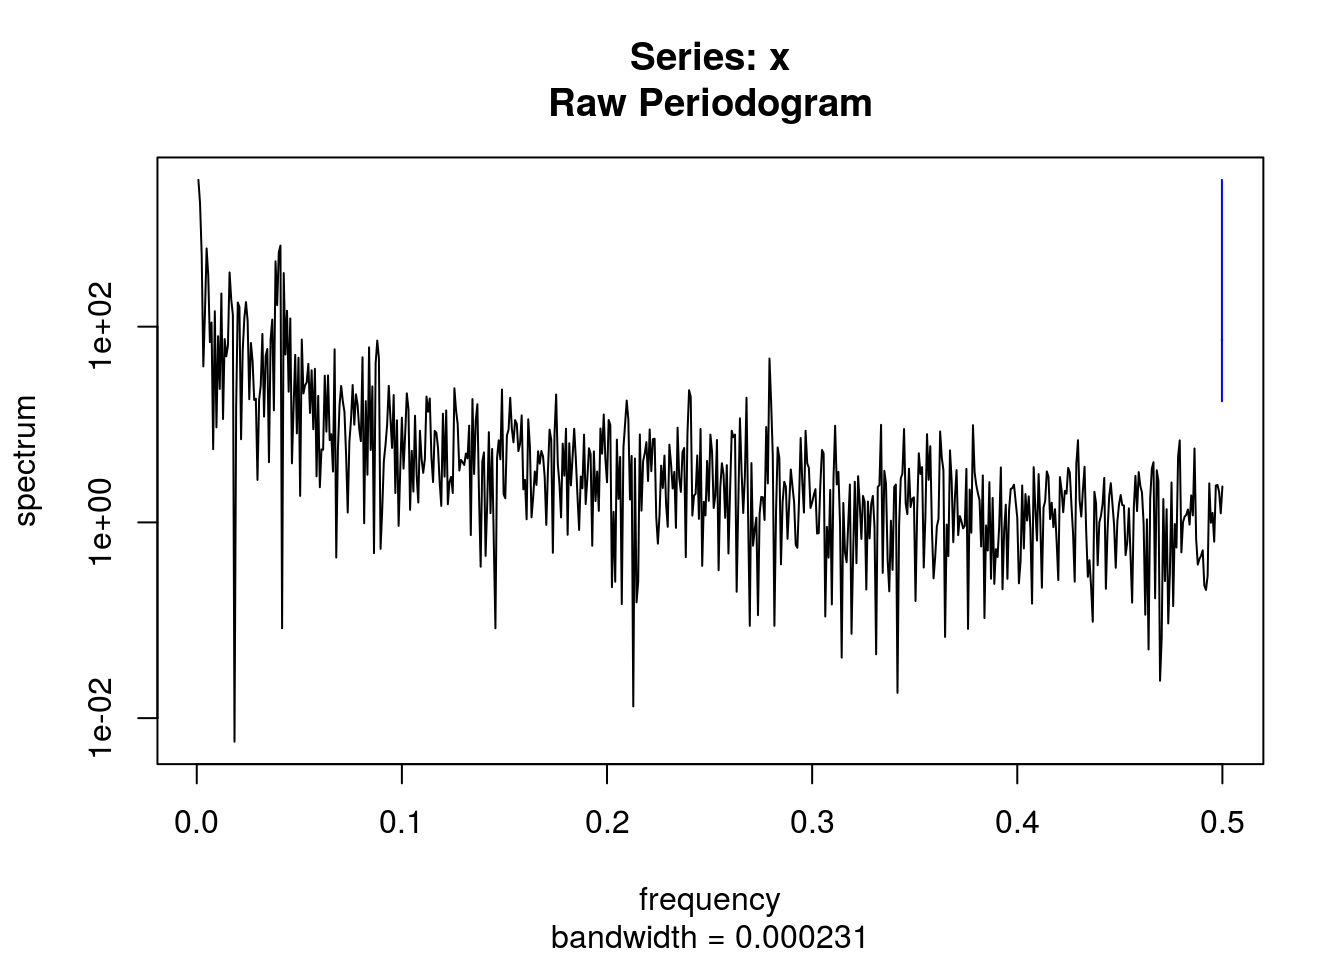 Series: x
Raw Periodogram
spectrum
1e+02
1e+00
1e-02
0.0 0.1 0.2 0.3 0.4 0.5
frequency
bandwidth = 0.000231